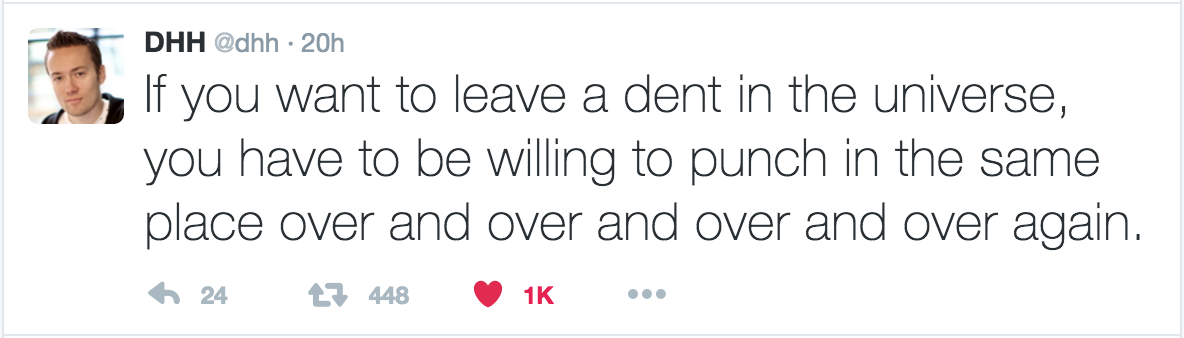 DHH @dhh · 20h
If you want to leave a dent in the universe,
you have to be willing to punch in the same
place over and over and over and over again.
24 448 1K